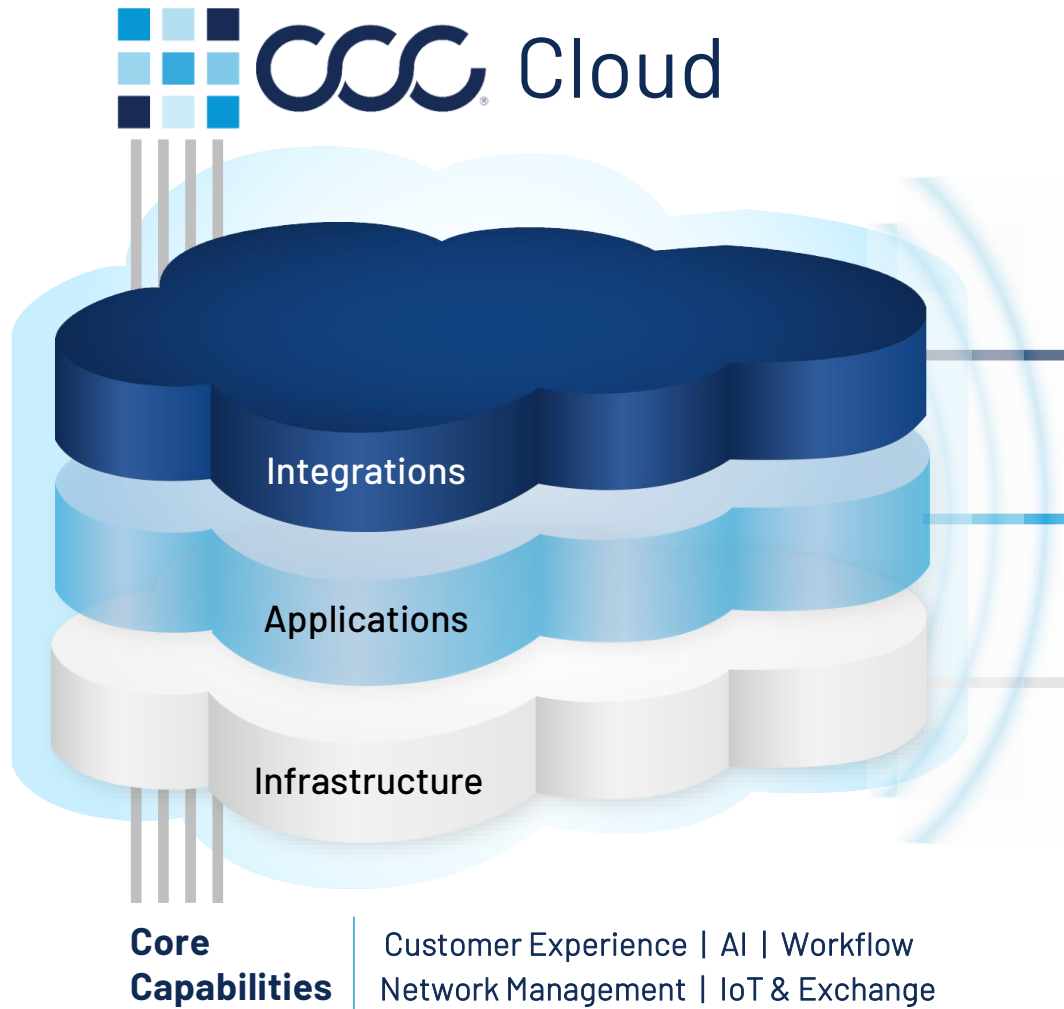 CCC® Cloud
Integrations
Applications
Infrastructure
Core Capabilities
Customer Experience | AI | Workflow
Network Management | IoT & Exchange